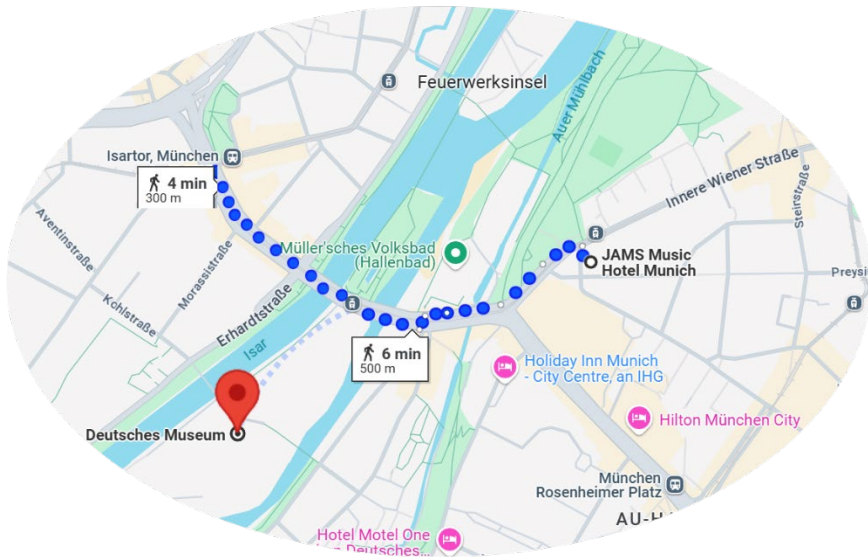 Feuerwerksinsel
Auer Mühlbach
Isartor, München
4 min
300 m
Innere Wiener Straße
Steinstraße
Aventinstraße
Morassistraße
Müller'sches Volksbad
(Hallenbad)
JAMS Music
Hotel Munich
Preysi
Kohlstraße
Erhardtstraße
Isar
6 min
500 m
Holiday Inn Munich
- City Centre, an IHG
Hilton München City
Deutsches Museum
München
Rosenheimer Platz
AU-H
Hotel Motel One
Deutsches...